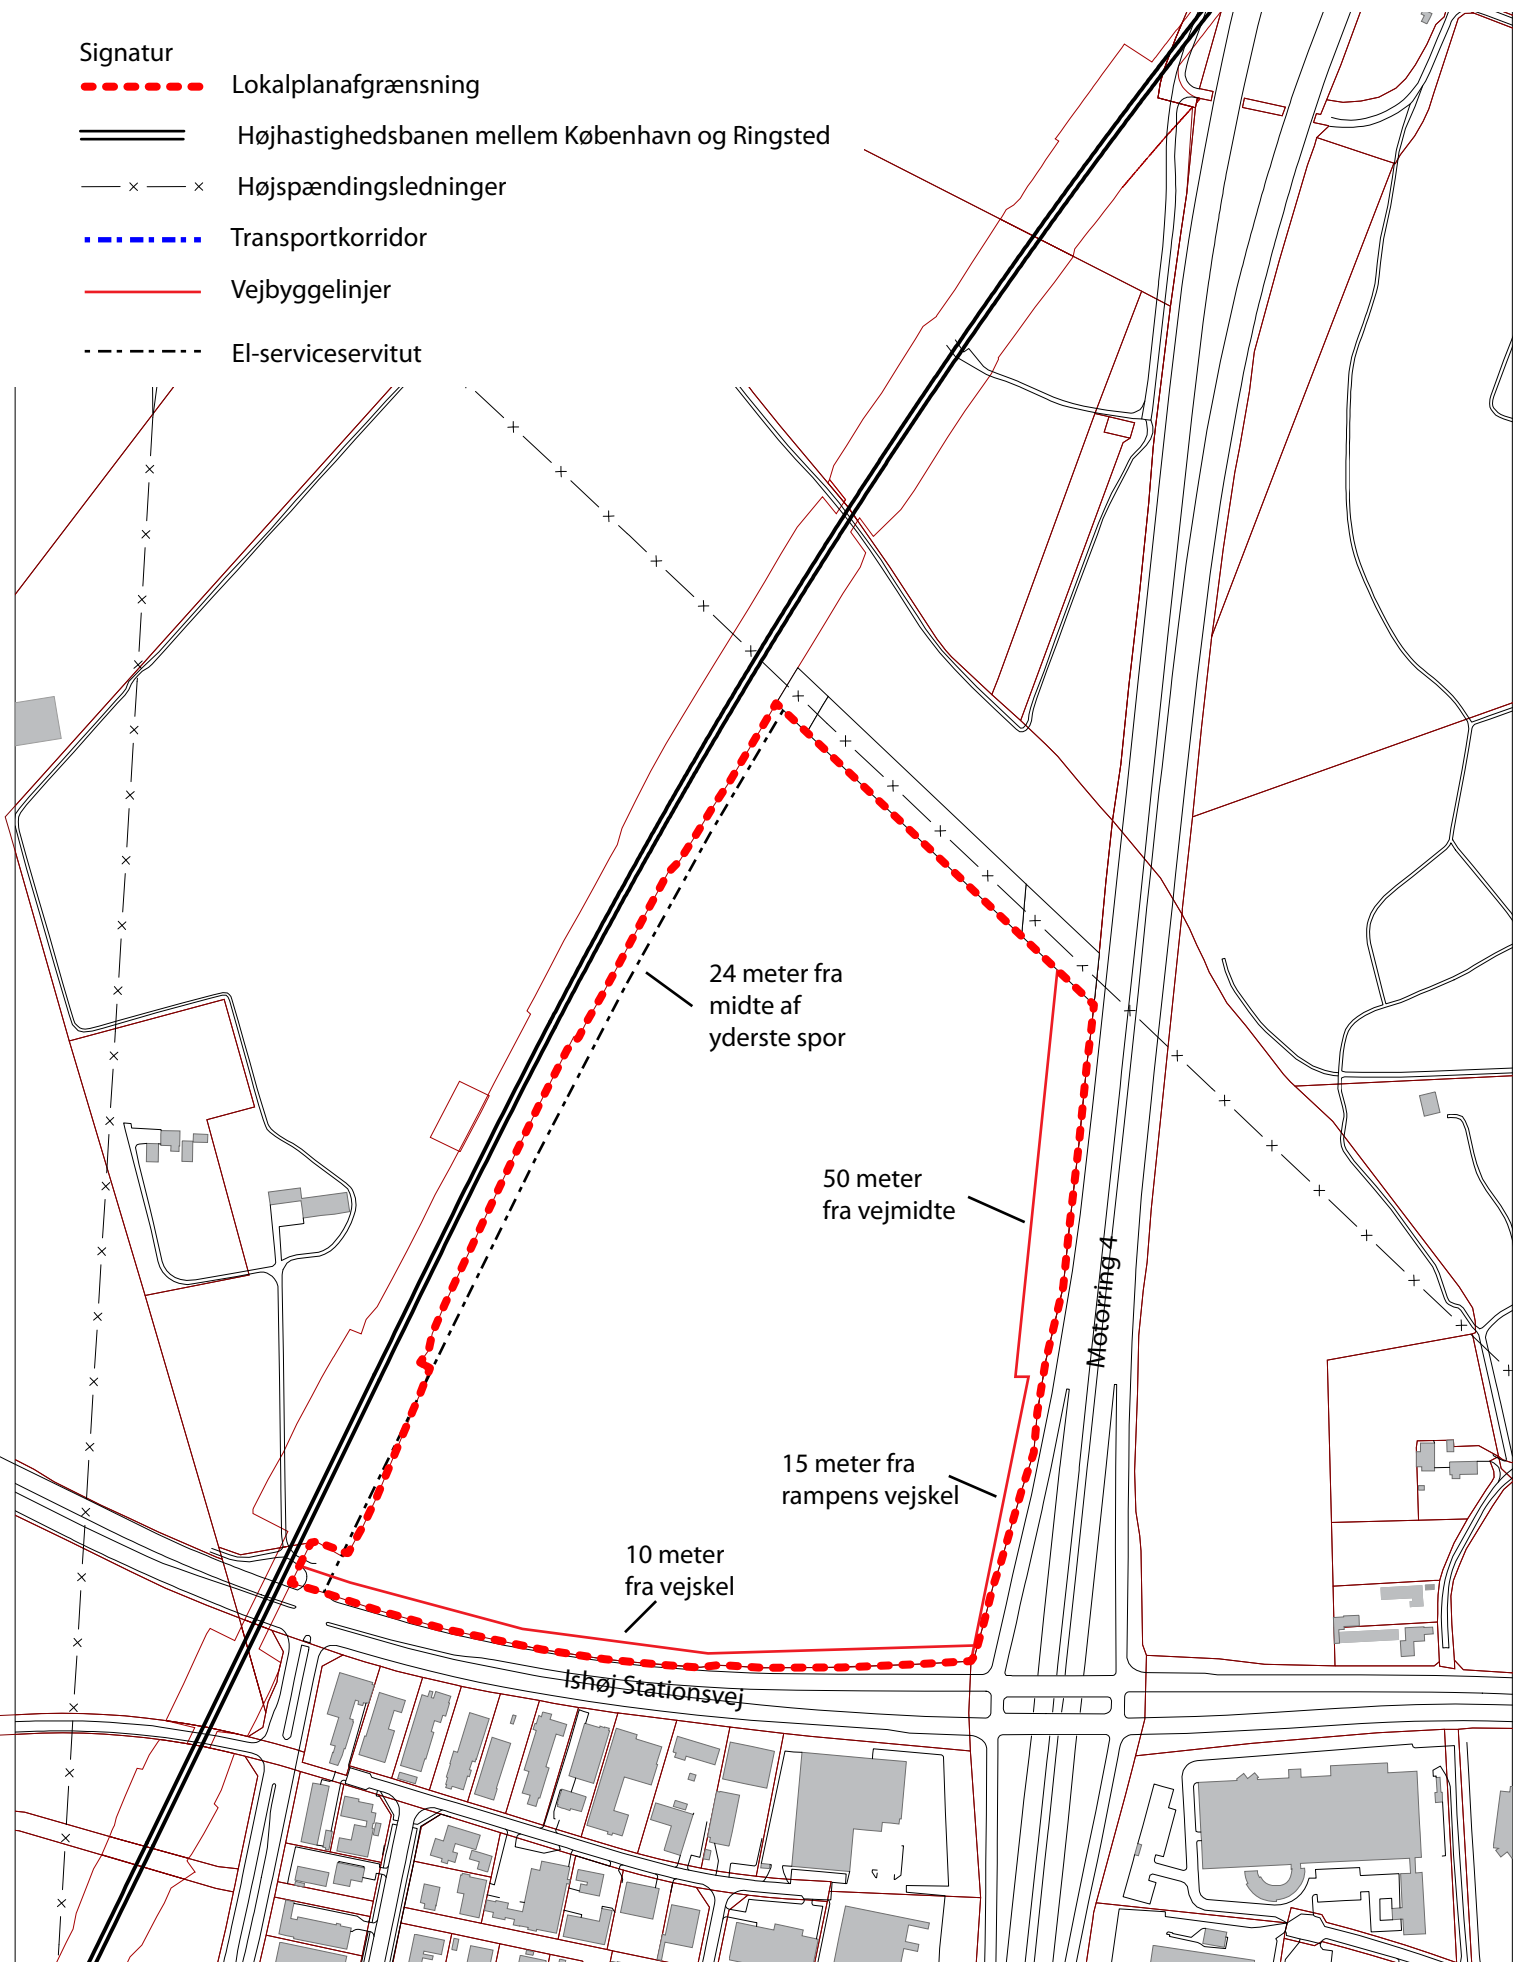 Signatur
Lokalplanafgrænsning
Højhastighedsbanen mellem København og Ringsted
Højspændingsledninger
Transportkorridor
Vejbyggelinjer
El-serviceservitut
24 meter fra
midte af
yderste spor
50 meter
fra vejmidte
Motorring 4
15 meter fra
rampens vejskel
10 meter
fra vejskel
Ishøj Stationsvej